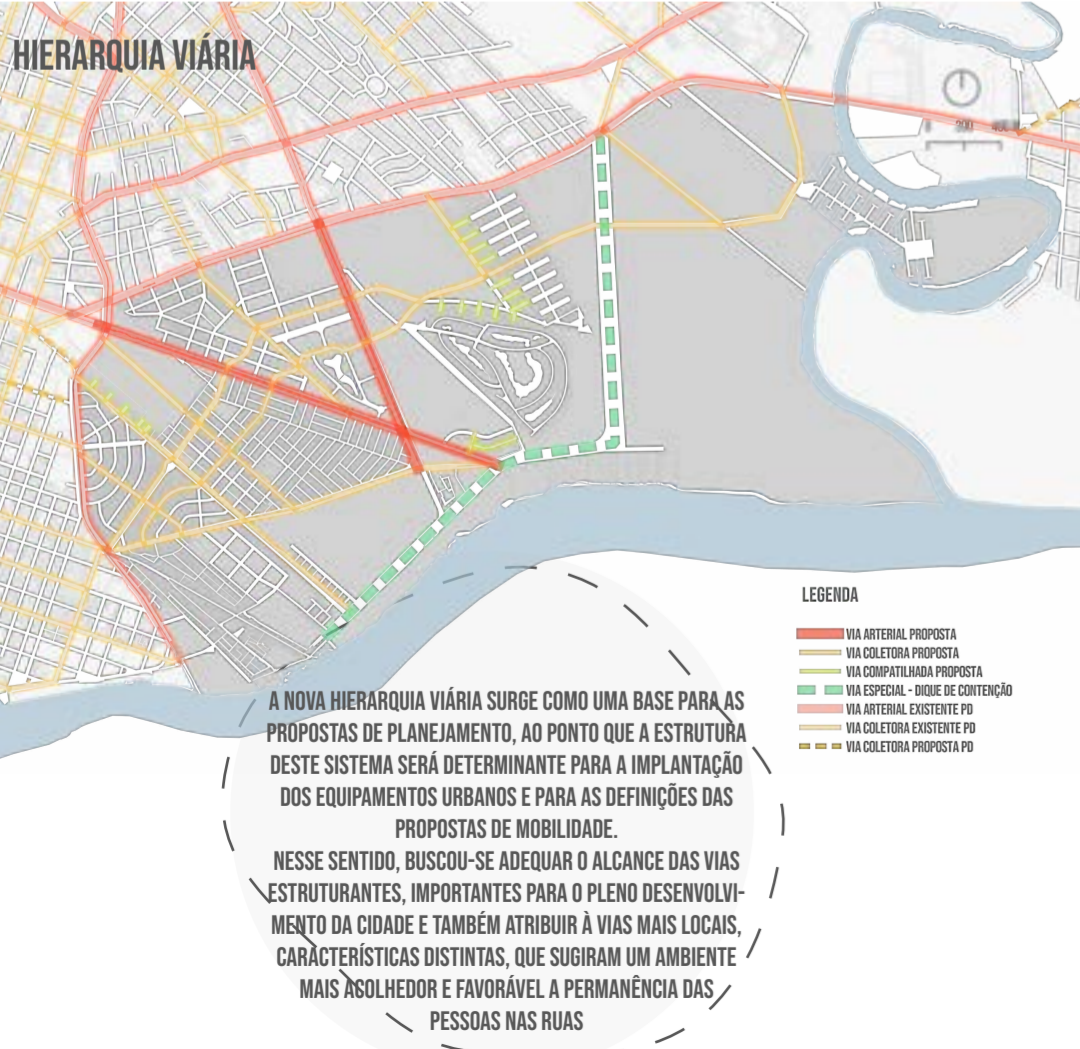 HIERARQUIA VIÁRIA
200
LEGENDA
VIA ARTERIAL PROPOSTA
VIA COLETORA PROPOSTA
VIA COMPATILHADA PROPOSTA
VIA ESPECIAL - DIQUE DE CONTENÇÃO
VIA ARTERIAL EXISTENTE PD
VIA COLETORA EXISTENTE PD
VIA COLETORA PROPOSTA PD
A NOVA HIERARQUIA VIÁRIA SURGE COMO UMA BASE PARA AS
PROPOSTAS DE PLANEJAMENTO, AO PONTO QUE A ESTRUTURA
DESTE SISTEMA SERÁ DETERMINANTE PARA A IMPLANTAÇÃO
DOS EQUIPAMENTOS URBANOS E PARA AS DEFINIÇÕES DAS
PROPOSTAS DE MOBILIDADE.
NESSE SENTIDO, BUSCOU-SE ADEQUAR O ALCANCE DAS VIAS
ESTRUTURANTES, IMPORTANTES PARA O PLENO DESENVOLVI-
MENTO DA CIDADE E TAMBÉM ATRIBUIR À VIAS MAIS LOCAIS,
CARACTERÍSTICAS DISTINTAS, QUE SUGIRAM UM AMBIENTE
MAIS ACOLHEDOR E FAVORÁVEL A PERMANÊNCIA DAS
PESSOAS NAS RUAS